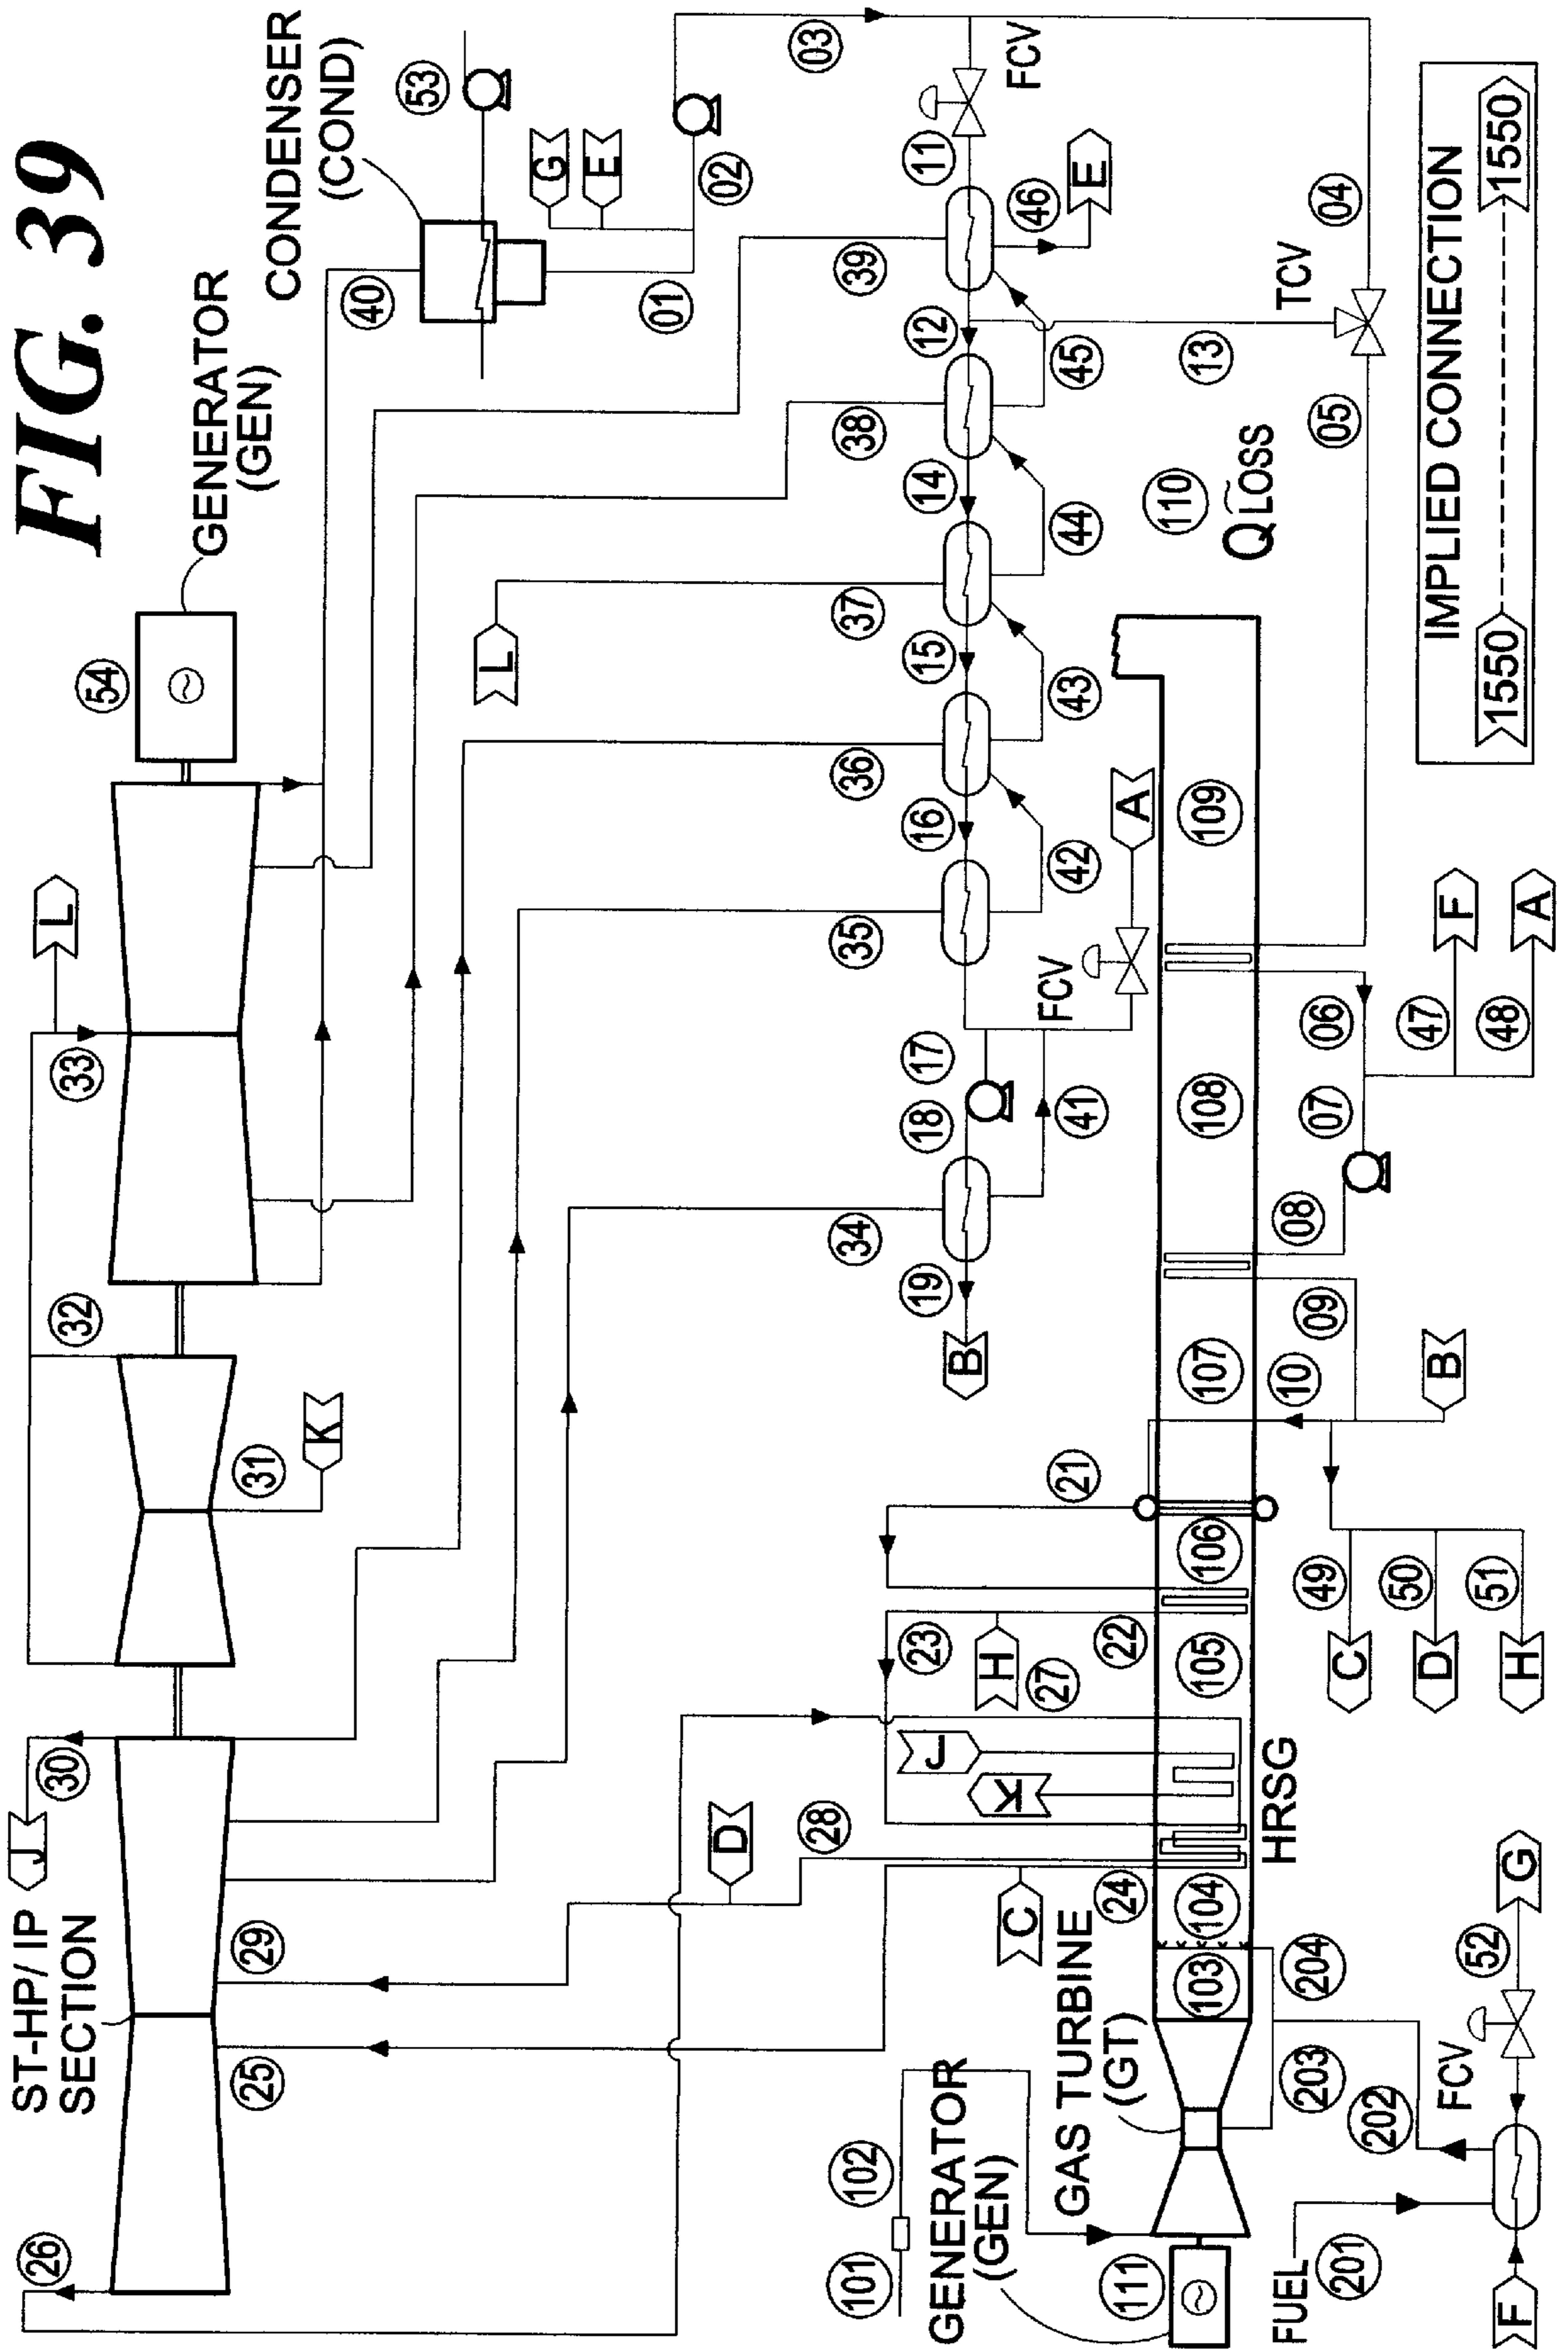 FIG. 39
CONDENSER
(COND)
GENERATOR
(GEN)
53
54
40
G
E
01
02
03
FCV
11
39
46
E
04
TCV
12
45
13
05
38
14
44
110
Q LOSS
L
37
15
43
36
16
42
35
A
FCV
17
18
41
34
19
B
L
33
32
31
K
30
J
ST-HP/IP
SECTION
29
25
26
109
108
107
106
105
104
103
06
47
F
48
A
07
08
09
10
B
21
49
C
50
D
51
H
22
23
H
27
J
K
HRSG
28
D
24
C
GAS TURBINE
(GT)
GENERATOR
(GEN)
101
102
111
204
203
202
FUEL
201
F
FCV
52
G
IMPLIED CONNECTION
1550
1550